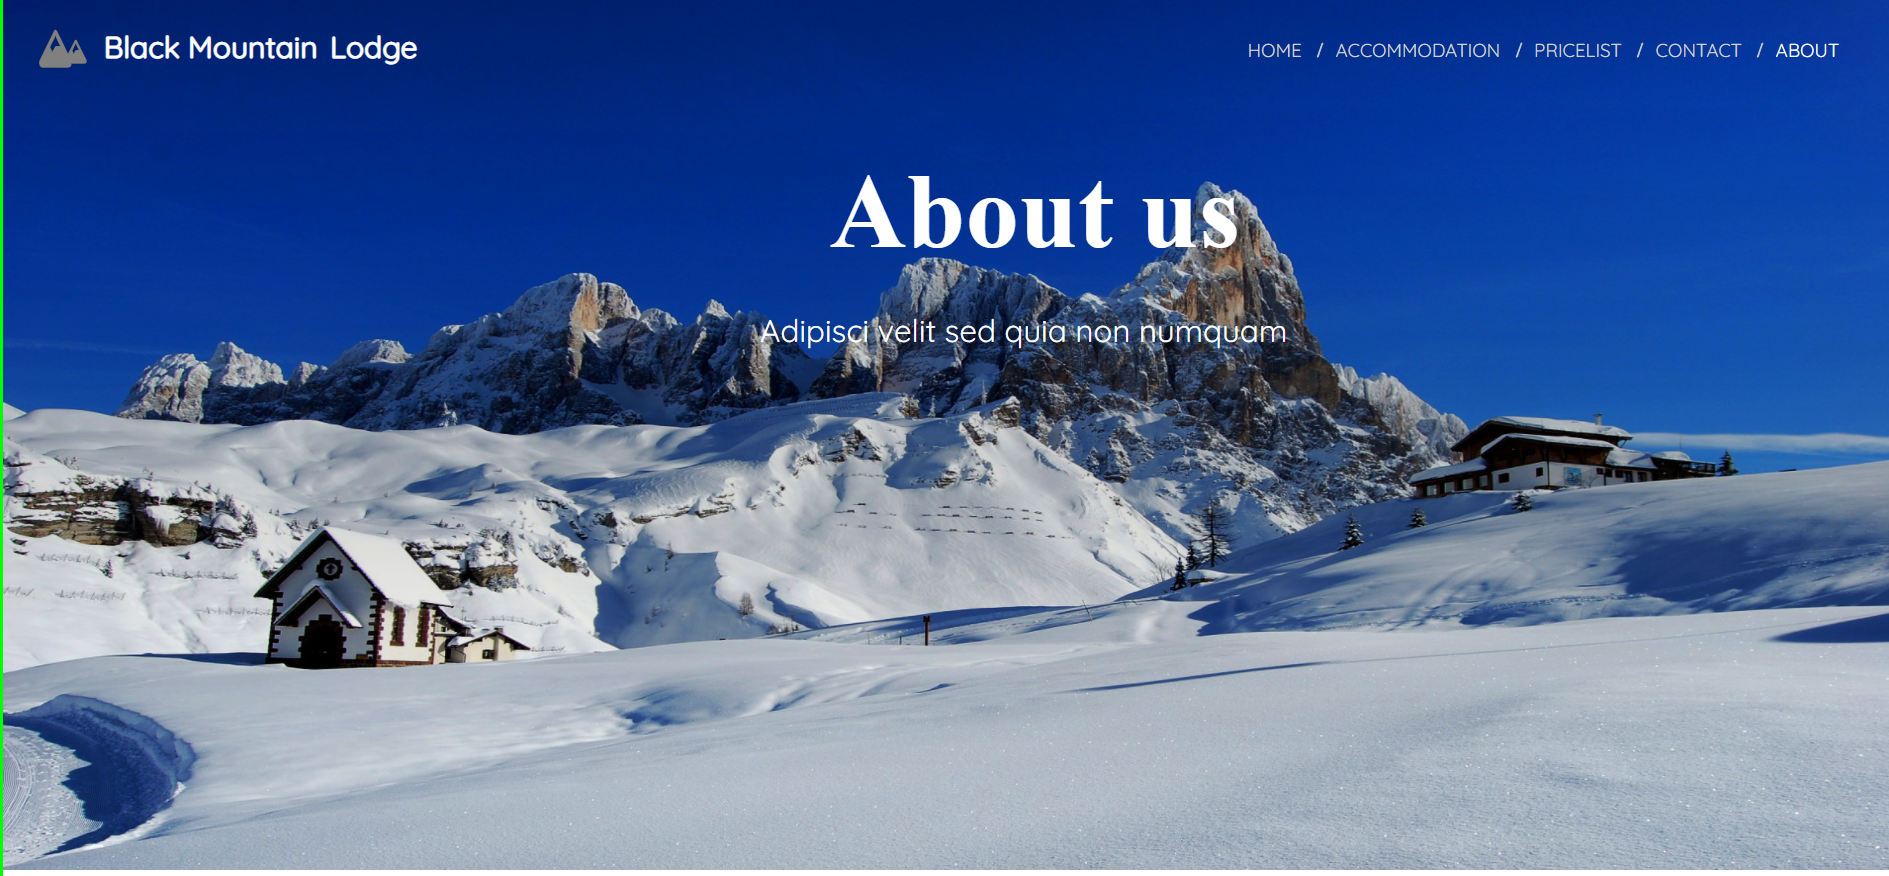 Black Mountain Lodge
HOME / ACCOMMODATION / PRICELIST / CONTACT / ABOUT
About us
Adipisci velit sed quia non numquam